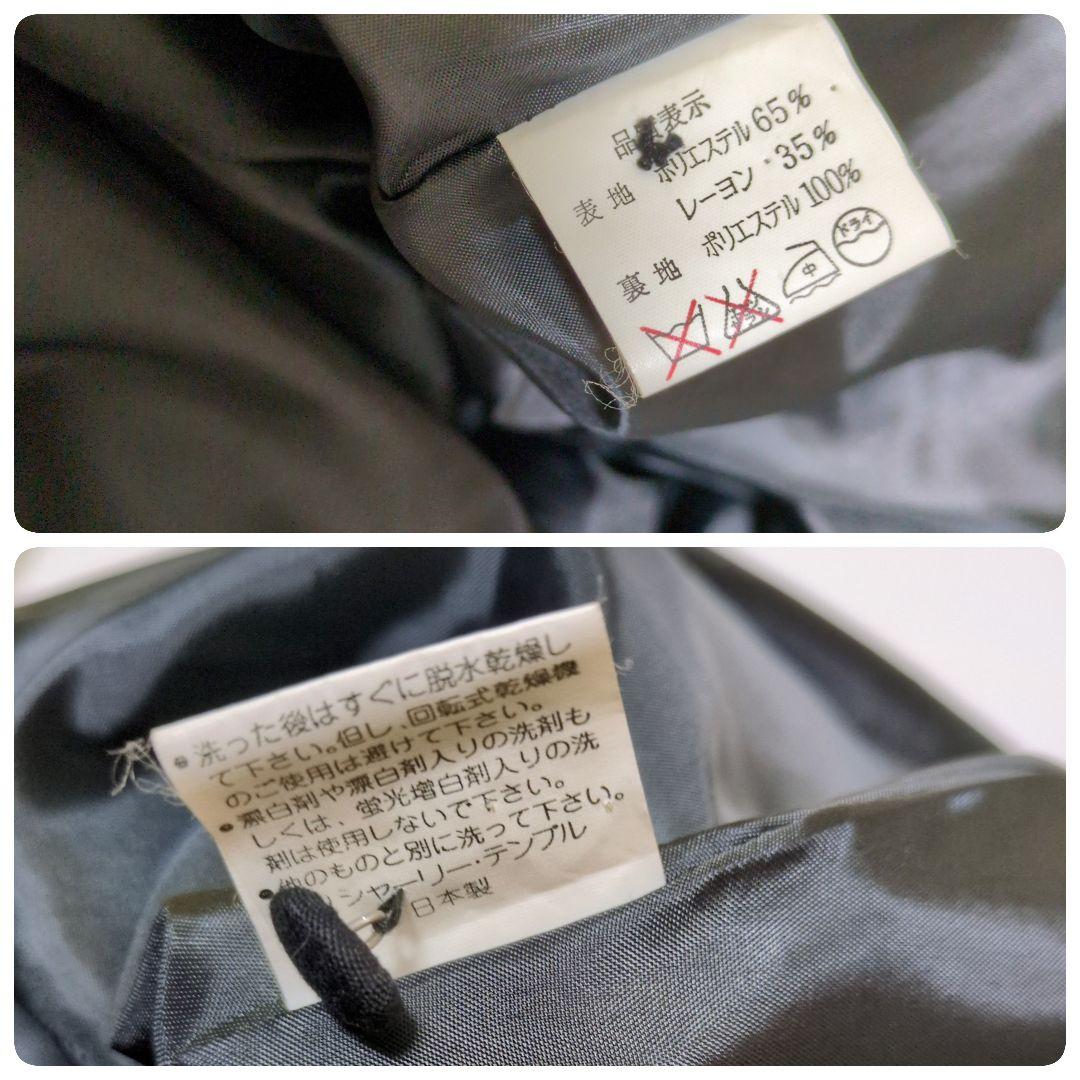 品質表示
表地 ポリエステル 65%
レーヨン 35%
裏地 ポリエステル 100%
中
ドライ
洗った後はすぐに脱水乾燥し
て下さい。但し、回転式乾燥機
のご使用は避けて下さい。
●漂白剤や漂白剤入りの洗剤も
しくは、蛍光増白剤入りの洗
剤は使用しないで下さい。
●他のものと別に洗って下さい。
シャーリー・テンプル
日本製